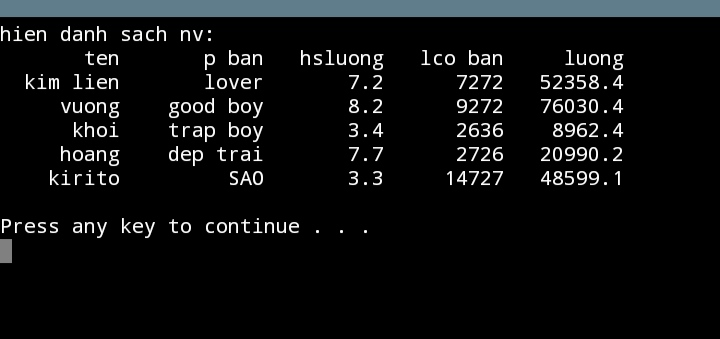 hien danh sach nv:
ten p ban hsluong lco ban luong
kim lien lover 7.2 7272 52358.4
vuong good boy 8.2 9272 76030.4
khoi trap boy 3.4 2636 8962.4
hoang dep trai 7.7 2726 20990.2
kirito SAO 3.3 14727 48599.1
Press any key to continue . . .